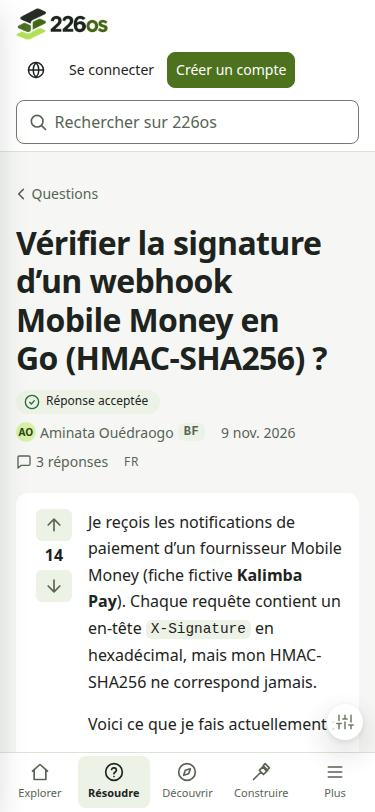 226os
Se connecter
Créer un compte
Rechercher sur 226os
Questions
Vérifier la signature
d’un webhook
Mobile Money en
Go (HMAC-SHA256) ?
Réponse acceptée
AO Aminata Ouédraogo BF 9 nov. 2026
3 réponses FR
Je reçois les notifications de
14
paiement d’un fournisseur Mobile
Money (fiche fictive Kalimba
Pay). Chaque requête contient un
en-tête X-Signature en
hexadécimal, mais mon HMAC-
SHA256 ne correspond jamais.
Voici ce que je fais actuellement
Explorer
Résoudre
Découvrir
Construire
Plus